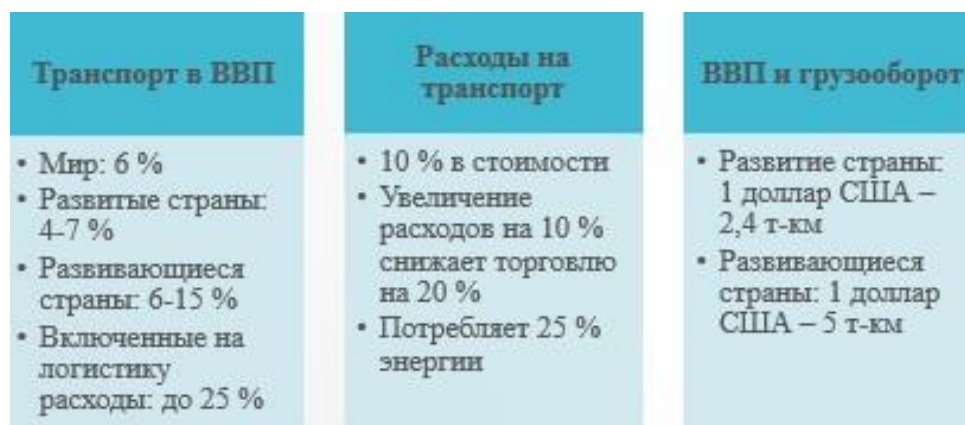 Транспорт в ВВП
• Мир: 6 %
• Развитые страны:
4-7 %
• Развивающиеся
страны: 6-15 %
• Включенные на
логистику
расходы: до 25 %
Расходы на
транспорт
• 10 % в стоимости
• Увеличение
расходов на 10 %
снижает торговлю
на 20 %
• Потребляет 25 %
энергии
ВВП и грузооборот
• Развитие страны:
1 доллар США –
2,4 т-км
• Развивающиеся
страны: 1 доллар
США – 5 т-км